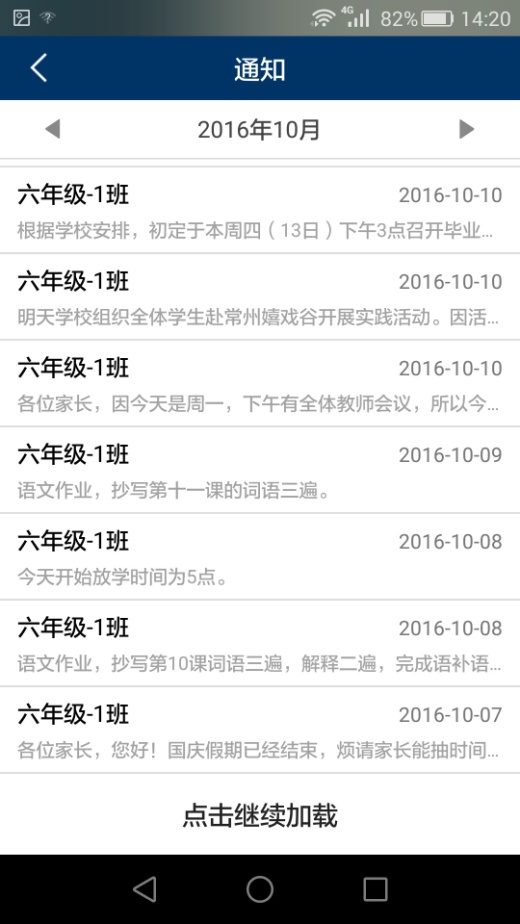 4G 82% 14:20
通知
2016年10月
六年级-1班 2016-10-10
根据学校安排，初定于本周四（13日）下午3点召开毕业...
六年级-1班 2016-10-10
明天学校组织全体学生赴常州嬉戏谷开展实践活动。因活...
六年级-1班 2016-10-10
各位家长，因今天是周一，下午有全体教师会议，所以今...
六年级-1班 2016-10-09
语文作业，抄写第十一课的词语三遍。
六年级-1班 2016-10-08
今天开始放学时间为5点。
六年级-1班 2016-10-08
语文作业，抄写第10课词语三遍，解释二遍，完成语补语...
六年级-1班 2016-10-07
各位家长，您好！国庆假期已经结束，烦请家长能抽时间...
点击继续加载